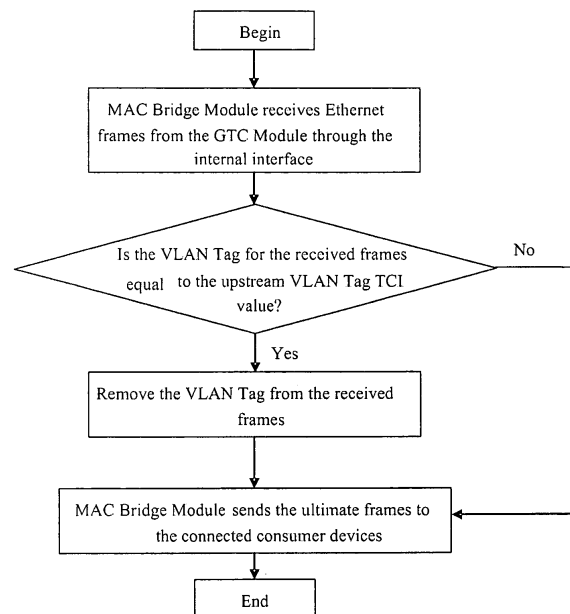 Begin
MAC Bridge Module receives Ethernet
frames from the GTC Module through the
internal interface
Is the VLAN Tag for the received frames
equal to the upstream VLAN Tag TCI
value?
No
Yes
Remove the VLAN Tag from the received
frames
MAC Bridge Module sends the ultimate frames to
the connected consumer devices
End